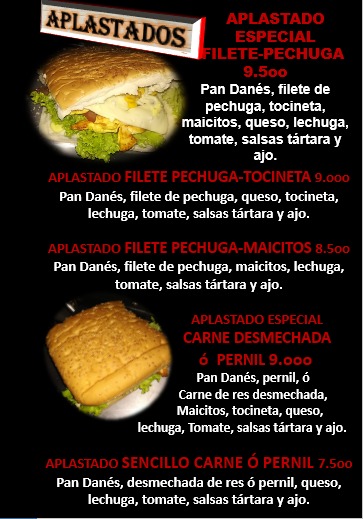 APLASTADOS
APLASTADO
ESPECIAL
FILETE-PECHUGA
9.5oo
Pan Danés, filete de
pechuga, tocineta,
maicitos, queso, lechuga,
tomate, salsas tártara y
ajo.
APLASTADO FILETE PECHUGA-TOCINETA 9.ooo
Pan Danés, filete de pechuga, queso, tocineta,
lechuga, tomate, salsas tártara y ajo.
APLASTADO FILETE PECHUGA-MAICITOS 8.5oo
Pan Danés, filete de pechuga, maicitos, lechuga,
tomate, salsas tártara y ajo.
APLASTADO ESPECIAL
CARNE DESMECHADA
ó PERNIL 9.ooo
Pan Danés, pernil, ó
Carne de res desmechada,
Maicitos, tocineta, queso,
lechuga, Tomate, salsas tártara y ajo.
APLASTADO SENCILLO CARNE Ó PERNIL 7.5oo
Pan Danés, desmechada de res ó pernil, queso,
lechuga, tomate, salsas tártara y ajo.